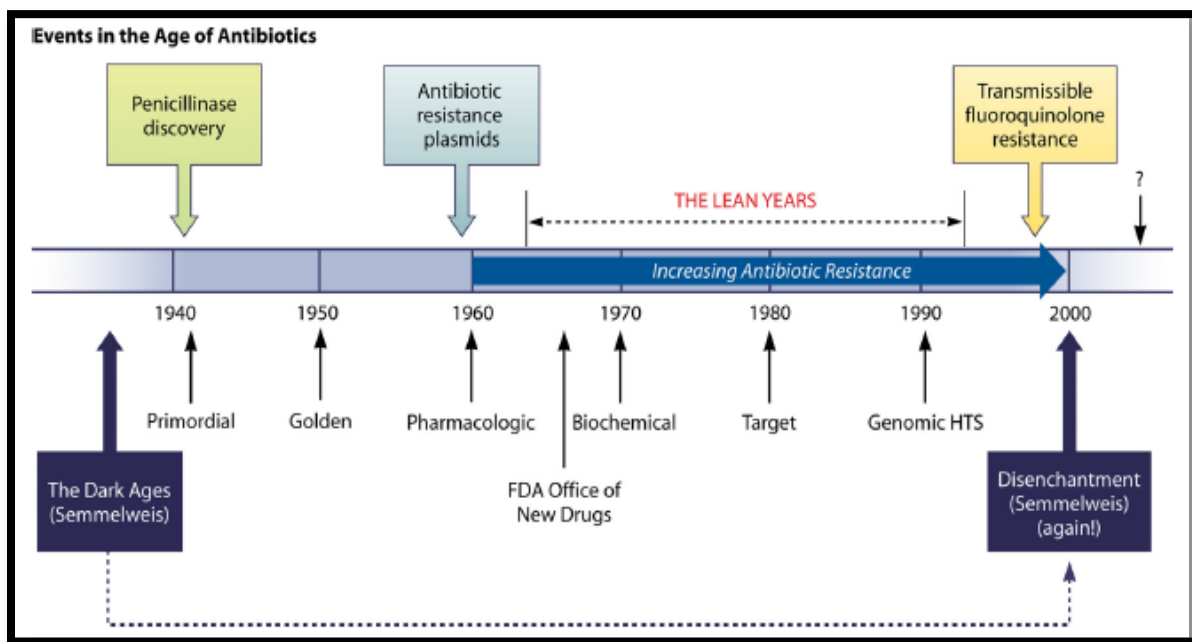 Events in the Age of Antibiotics
Penicillinase
discovery
Antibiotic
resistance
plasmids
Transmissible
fluoroquinolone
resistance
?
THE LEAN YEARS
Increasing Antibiotic Resistance
1940
1950
1960
1970
1980
1990
2000
Primordial
Golden
Pharmacologic
Biochemical
Target
Genomic HTS
FDA Office of
New Drugs
The Dark Ages
(Semmelweis)
Disenchantment
(Semmelweis)
(again!)